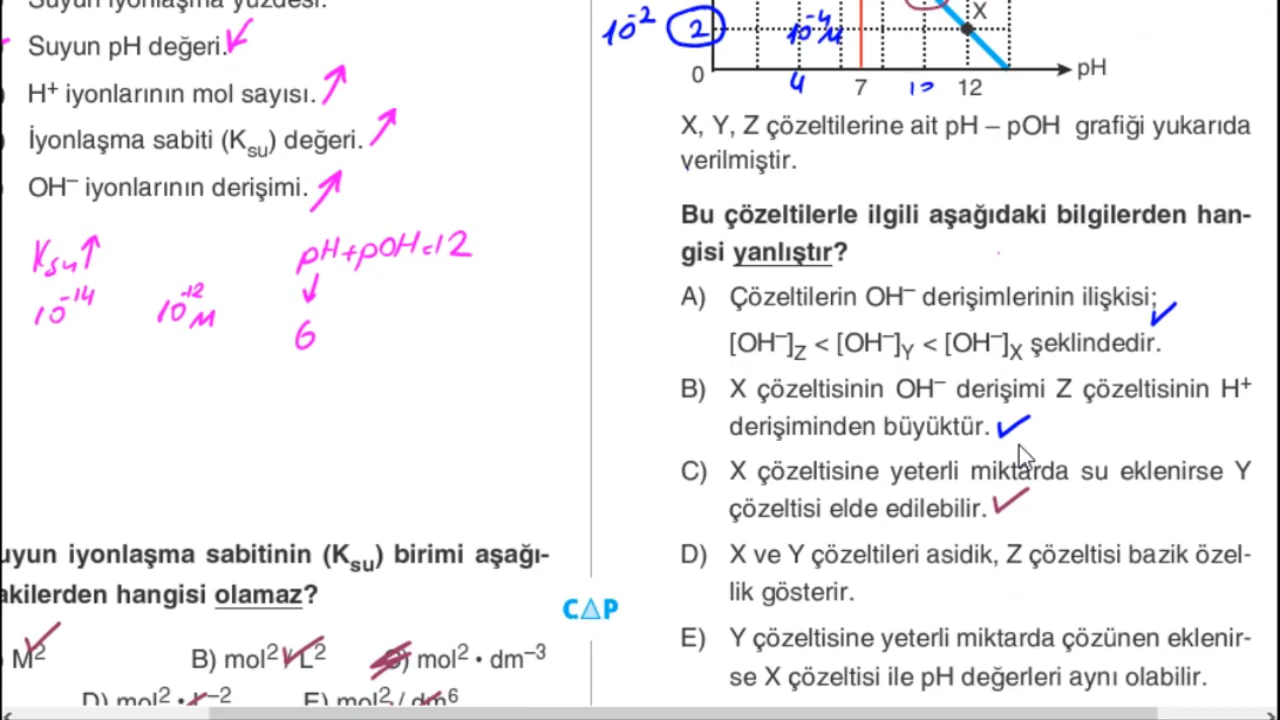 Suyun iyonlaşma yüzdesi.
Suyun pH değeri.
H+ iyonlarının mol sayısı.
İyonlaşma sabiti (Ksu) değeri.
OH– iyonlarının derişimi.
Ksu↑
10-14
10-12 M
pH+pOH=12
6
uyun iyonlaşma sabitinin (Ksu) birimi aşağı-
akilerden hangisi olamaz?
M2
B) mol2 / L2
C) mol2 • dm–3
D) mol2 • L–2
E) mol2 / dm6
CAP
10-2
2
10-4 M
X
0
4
7
10
12
pH
X, Y, Z çözeltilerine ait pH – pOH grafiği yukarıda
verilmiştir.
Bu çözeltilerle ilgili aşağıdaki bilgilerden han-
gisi yanlıştır?
A) Çözeltilerin OH– derişimlerinin ilişkisi;
[OH–]Z < [OH–]Y < [OH–]X şeklindedir.
B) X çözeltisinin OH– derişimi Z çözeltisinin H+
derişiminden büyüktür.
C) X çözeltisine yeterli miktarda su eklenirse Y
çözeltisi elde edilebilir.
D) X ve Y çözeltileri asidik, Z çözeltisi bazik özel-
lik gösterir.
E) Y çözeltisine yeterli miktarda çözünen eklenir-
se X çözeltisi ile pH değerleri aynı olabilir.